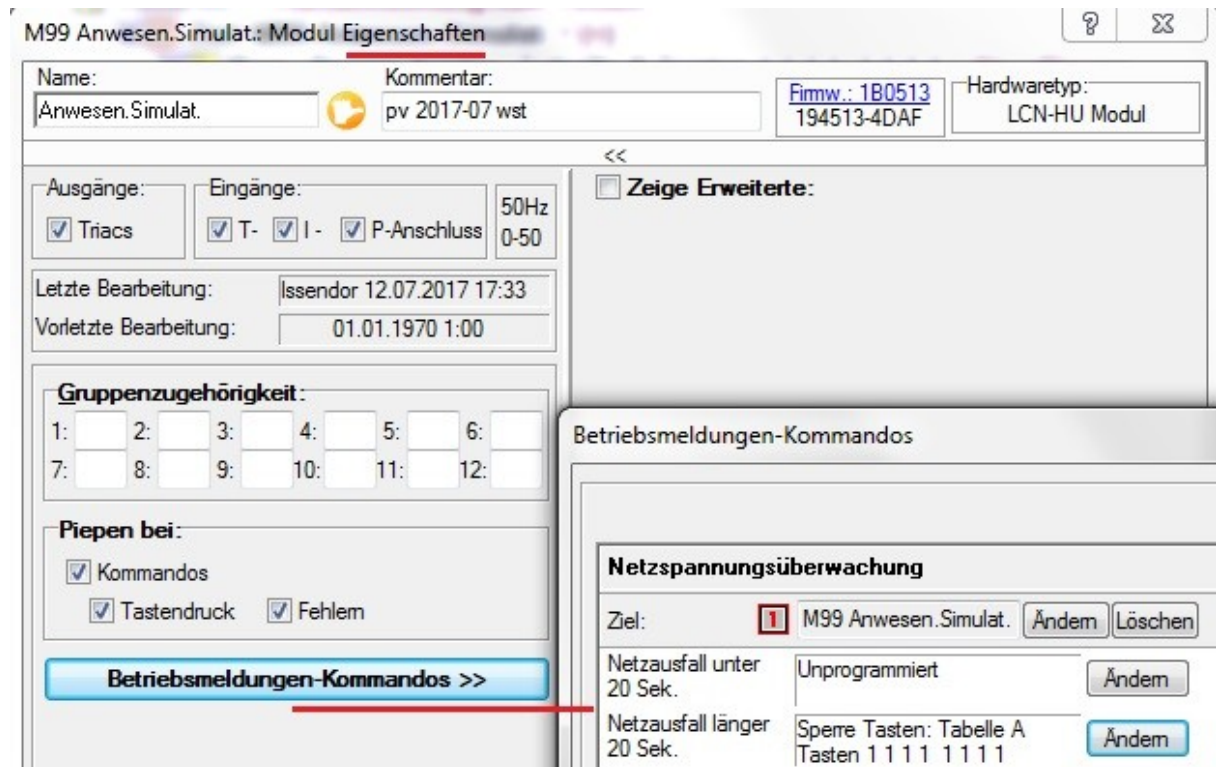 M99 Anwesen.Simulat.: Modul Eigenschaften
Name:
Kommentar:
Anwesen.Simulat.
pv 2017-07 wst
Firmw.: 1B0513
194513-4DAF
Hardwaretyp:
LCN-HU Modul
<<
Ausgänge:
Triacs
Eingänge:
T- I - P-Anschluss
50Hz
0-50
Zeige Erweiterte:
Letzte Bearbeitung: Issendor 12.07.2017 17:33
Vorletzte Bearbeitung: 01.01.1970 1:00
Gruppenzugehörigkeit:
1: 2: 3: 4: 5: 6:
7: 8: 9: 10: 11: 12:
Piepen bei:
Kommandos
Tastendruck Fehlern
Betriebsmeldungen-Kommandos >>
Betriebsmeldungen-Kommandos
Netzspannungsüberwachung
Ziel: 1 M99 Anwesen.Simulat. Ändern Löschen
Netzausfall unter
20 Sek.
Unprogrammiert
Ändern
Netzausfall länger
20 Sek.
Sperre Tasten: Tabelle A
Tasten 1 1 1 1 1 1 1 1
Ändern